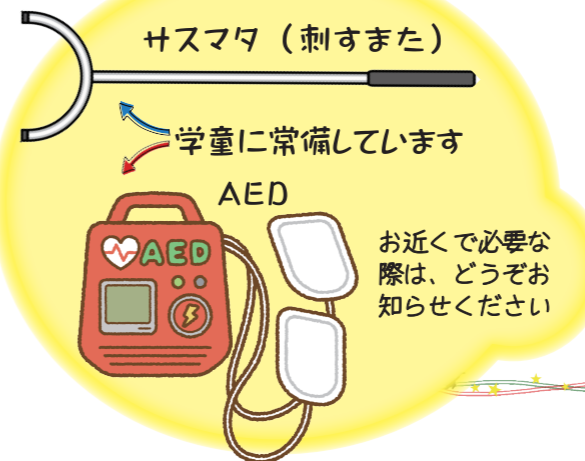 サスマタ（刺すまた）
学童に常備しています
AED
AED
お近くで必要な
際は、どうぞお
知らせください